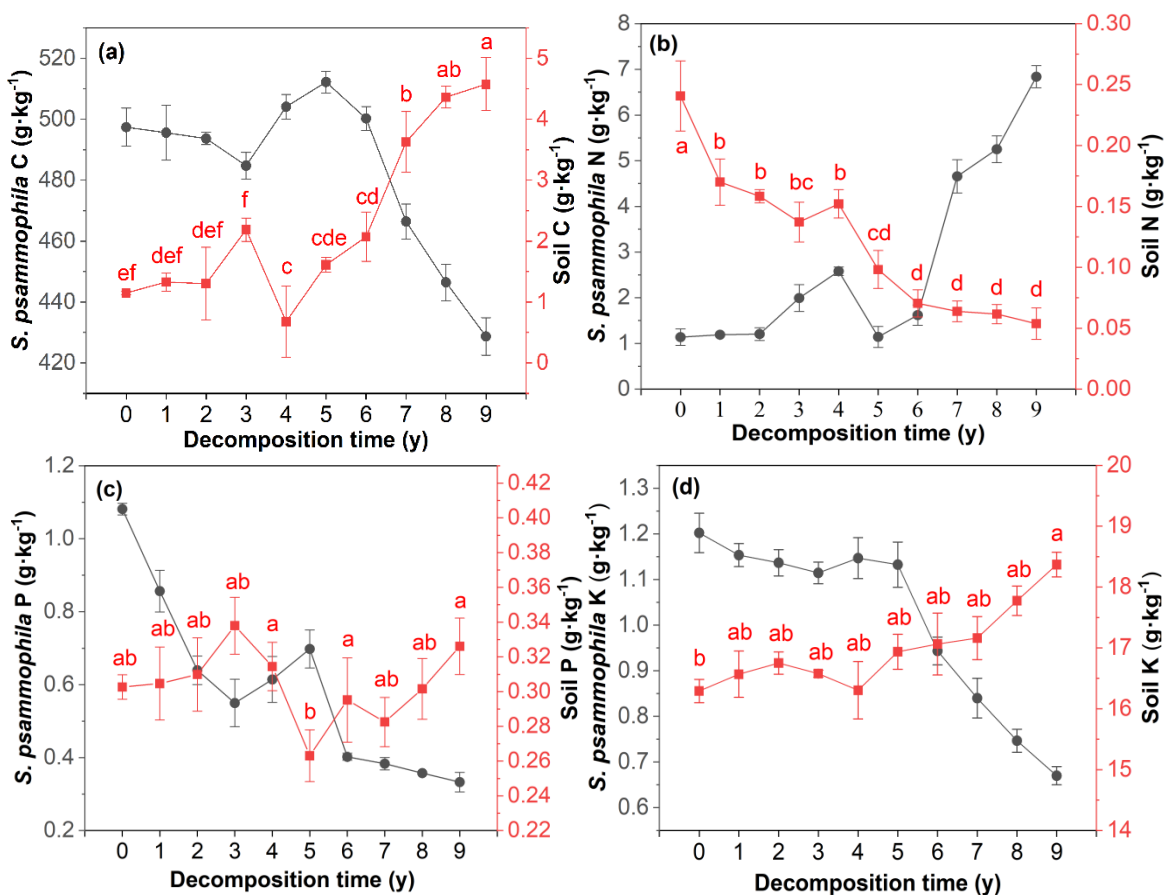 (a)
S. psammophila C (g·kg⁻¹)
520
500
480
460
440
420
5
4
3
2
1
0
Soil C (g·kg⁻¹)
ef
def
def
f
c
cde
cd
b
ab
a
0 1 2 3 4 5 6 7 8 9
Decomposition time (y)
(b)
S. psammophila N (g·kg⁻¹)
8
7
6
5
4
3
2
1
0
0.30
0.25
0.20
0.15
0.10
0.05
0.00
Soil N (g·kg⁻¹)
a
b
b
bc
b
cd
d
d
d
d
0 1 2 3 4 5 6 7 8 9
Decomposition time (y)
(c)
S. psammophila P (g·kg⁻¹)
1.2
1.0
0.8
0.6
0.4
0.2
0.42
0.40
0.38
0.36
0.34
0.32
0.30
0.28
0.26
0.24
0.22
Soil P (g·kg⁻¹)
ab
ab
ab
ab
a
b
a
ab
ab
a
0 1 2 3 4 5 6 7 8 9
Decomposition time (y)
(d)
S. psammophila K (g·kg⁻¹)
1.3
1.2
1.1
1.0
0.9
0.8
0.7
0.6
20
19
18
17
16
15
14
Soil K (g·kg⁻¹)
b
ab
ab
ab
ab
ab
ab
ab
ab
a
0 1 2 3 4 5 6 7 8 9
Decomposition time (y)